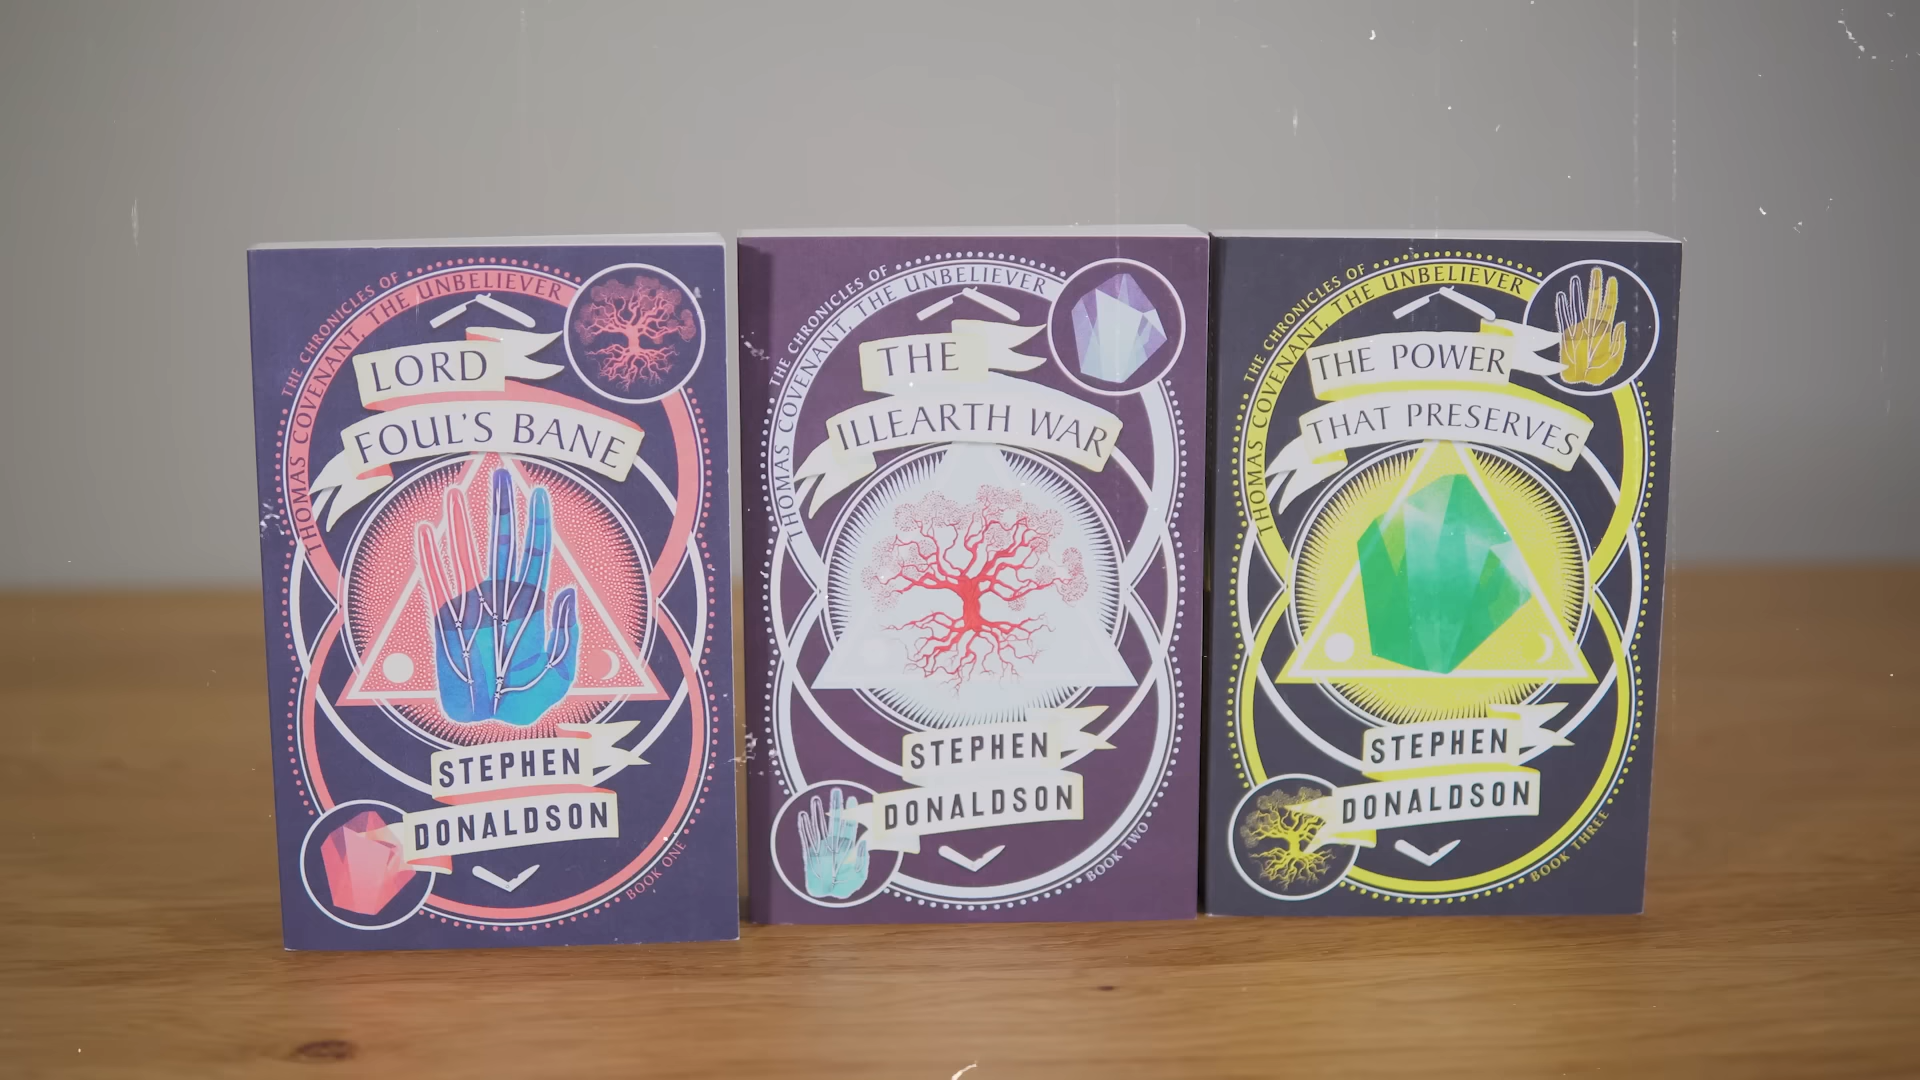 THE CHRONICLES OF
THOMAS COVENANT, THE UNBELIEVER
LORD
FOUL'S BANE
STEPHEN
DONALDSON
BOOK ONE
THE CHRONICLES OF
THOMAS COVENANT, THE UNBELIEVER
THE
ILLEARTH WAR
STEPHEN
DONALDSON
BOOK TWO
THE CHRONICLES OF
THOMAS COVENANT, THE UNBELIEVER
THE POWER
THAT PRESERVES
STEPHEN
DONALDSON
BOOK THREE